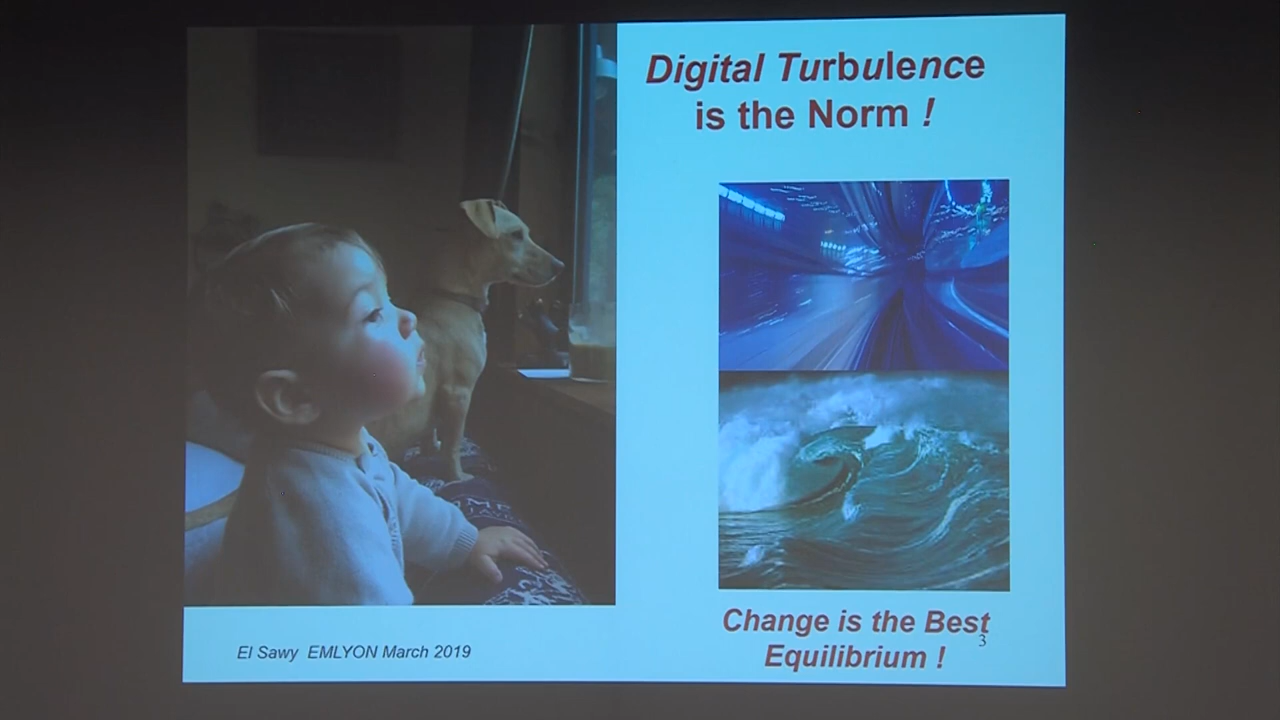 Digital Turbulence
is the Norm !
Change is the Best
Equilibrium !
3
El Sawy EMLYON March 2019